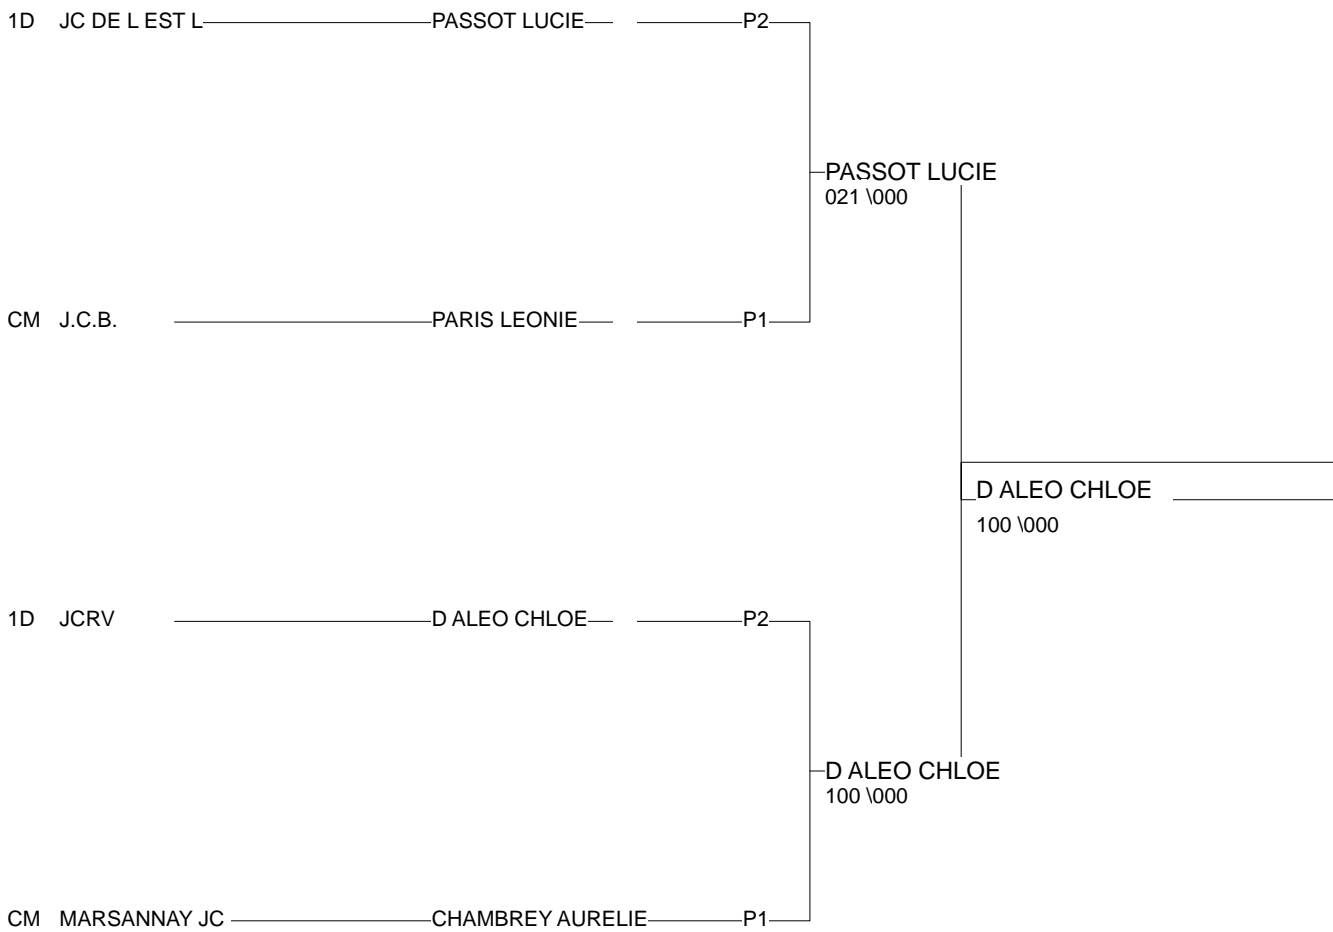 1D JC DE L EST L PASSOT LUCIE P2
PASSOT LUCIE
021 \000
CM J.C.B. PARIS LEONIE P1
D ALEO CHLOE
100 \000
1D JCRV D ALEO CHLOE P2
D ALEO CHLOE
100 \000
CM MARSANNAY JC CHAMBREY AURELIE P1